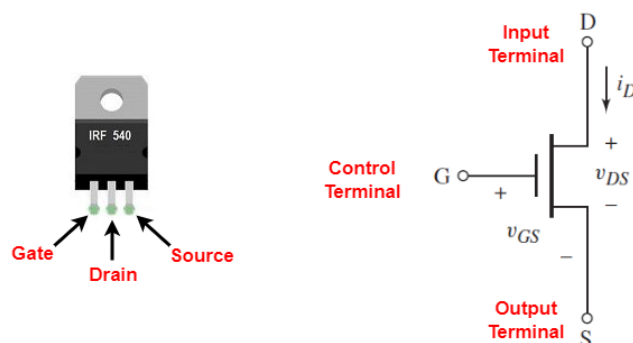 IRF 540
Gate
Drain
Source
Input
Terminal
D
i_D
Control
Terminal
G
+
v_GS
−
+
v_DS
−
Output
Terminal
S